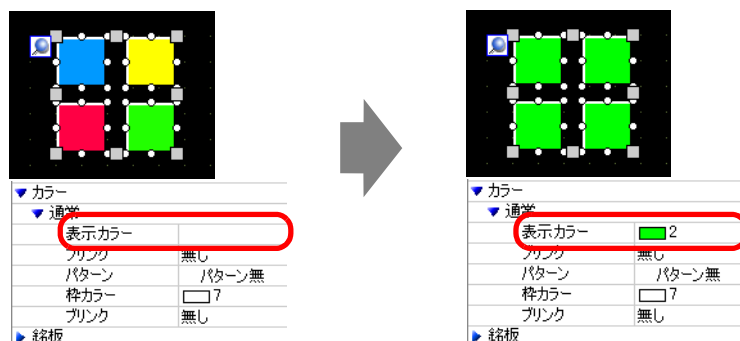 カラー
通常
表示カラー
ブリンク 無し
パターン パターン無
枠カラー 7
ブリンク 無し
銘板
カラー
通常
表示カラー 2
ブリンク 無し
パターン パターン無
枠カラー 7
ブリンク 無し
銘板